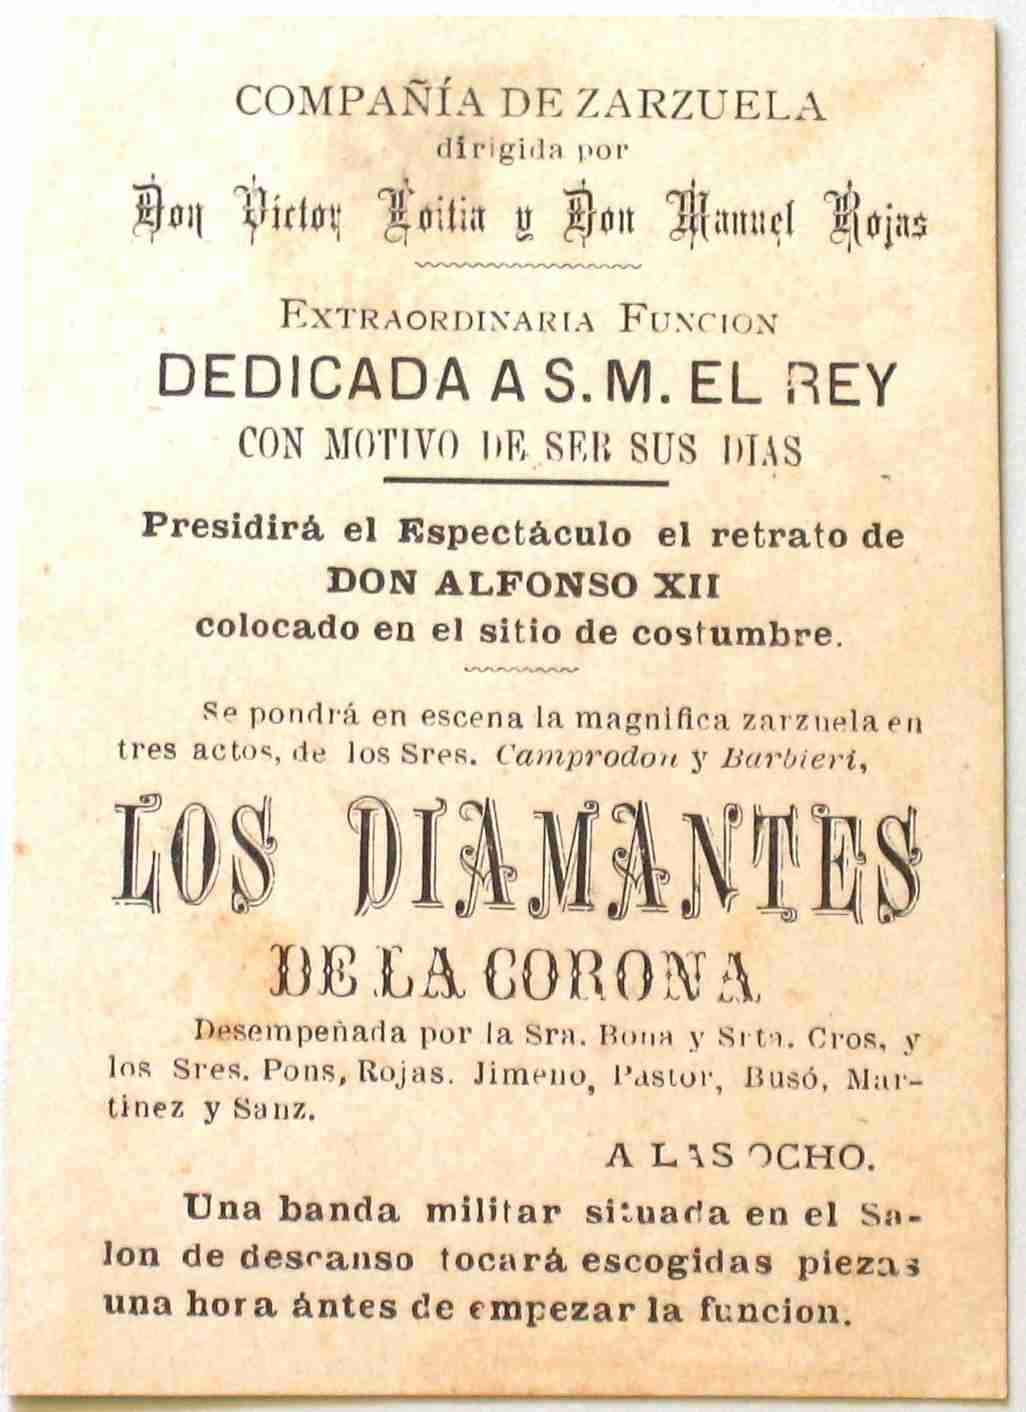 COMPAÑÍA DE ZARZUELA
dirigida por
Don Víctor Loitia y Don Manuel Rojas
EXTRAORDINARIA FUNCION
DEDICADA A S. M. EL REY
CON MOTIVO DE SER SUS DIAS
Presidirá el Espectáculo el retrato de
DON ALFONSO XII
colocado en el sitio de costumbre.
Se pondrá en escena la magnifica zarzuela en
tres actos, de los Sres. Camprodon y Barbieri,
LOS DIAMANTES
DE LA CORONA
Desempeñada por la Sra. Bona y Srta. Cros, y
los Sres. Pons, Rojas. Jimeno, Pastor, Busó, Mar-
tinez y Sanz.
A LAS OCHO.
Una banda militar situada en el Sa-
lon de descanso tocará escogidas piezas
una hora ántes de empezar la funcion.